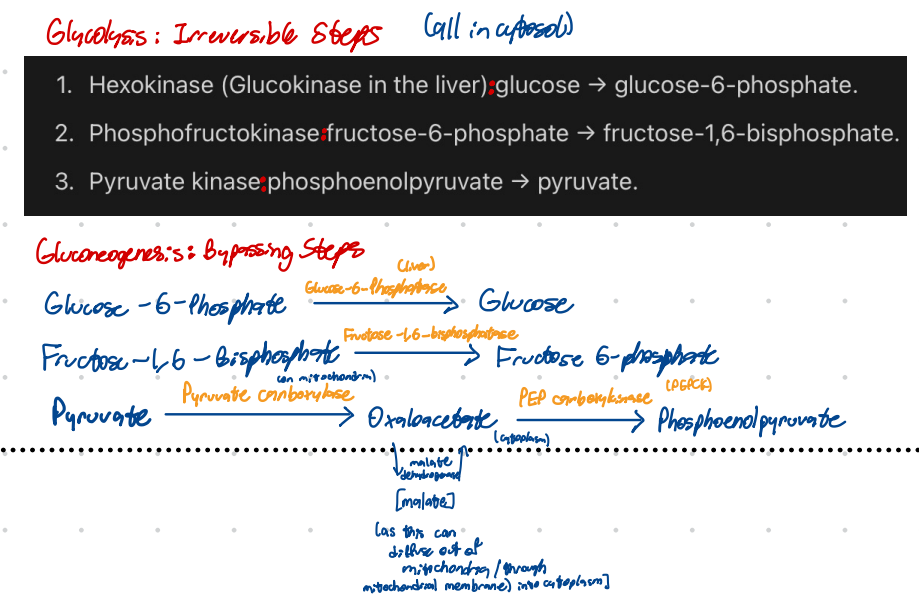 Glycolysis: Irreversible Steps (all in cytosol)
1. Hexokinase (Glucokinase in the liver):glucose → glucose-6-phosphate.
2. Phosphofructokinase:fructose-6-phosphate → fructose-1,6-bisphosphate.
3. Pyruvate kinase:phosphoenolpyruvate → pyruvate.
Gluconeogenesis: Bypassing Steps
(liver)
Glucose-6-Phosphatase
Glucose-6-Phosphate → Glucose
Fructose-1,6-bisphosphatase
Fructose-1,6-Bisphosphate → Fructose 6-phosphate
(in mitochondria)
Pyruvate carboxylase PEP carboxykinase (PEPCK)
Pyruvate → Oxaloacetate → Phosphoenolpyruvate
(cytoplasm)
malate
dehydrogenase
[malate]
(as this can
diffuse out of
mitochondria/through
mitochondrial membrane) into cytoplasm]